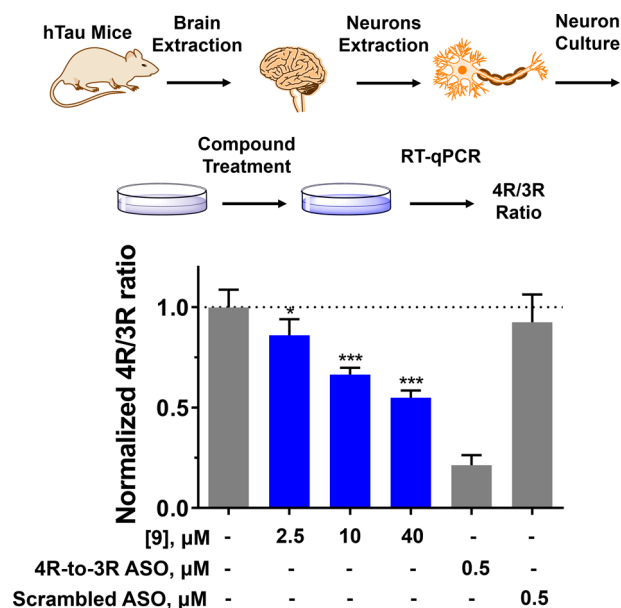 hTau Mice
Brain
Extraction
Neurons
Extraction
Neuron
Culture
Compound
Treatment
RT-qPCR
4R/3R
Ratio
Normalized 4R/3R ratio
1.0
0.5
0.0
* *** ***
[9], µM - 2.5 10 40 - -
4R-to-3R ASO, µM - - - - 0.5 -
Scrambled ASO, µM - - - - - 0.5